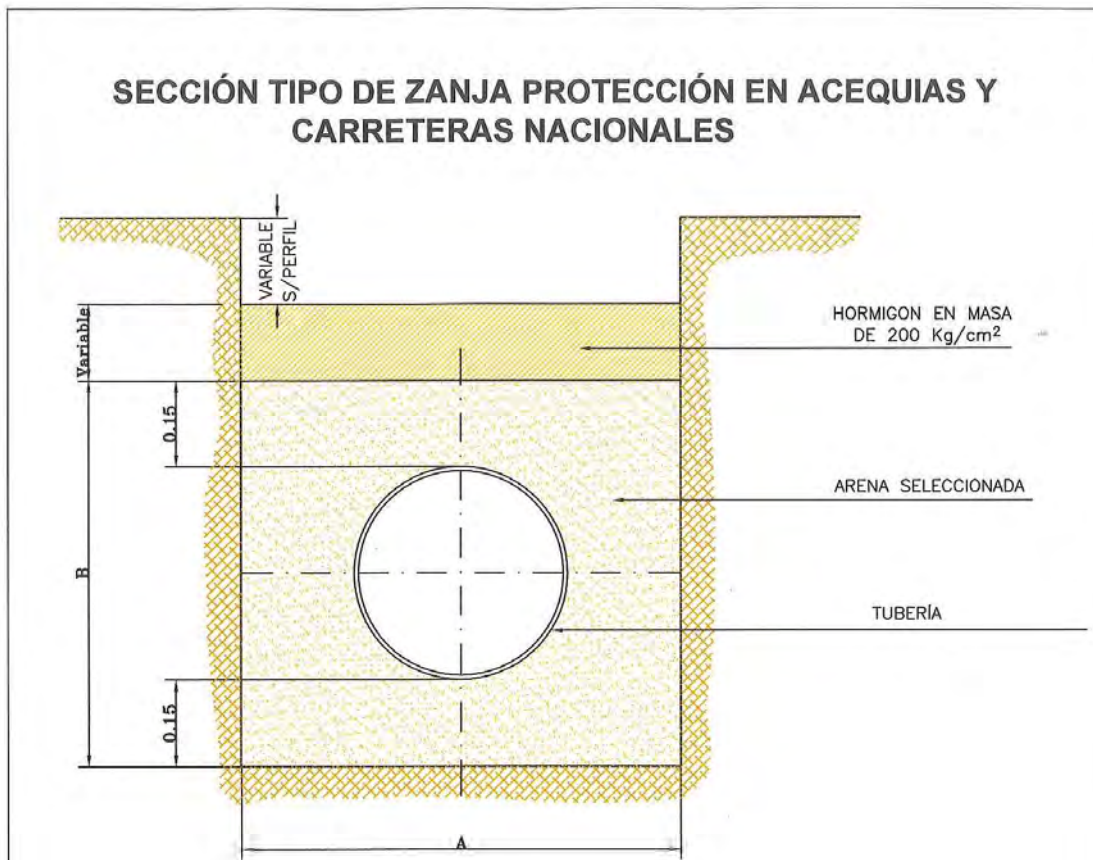 SECCIÓN TIPO DE ZANJA PROTECCIÓN EN ACEQUIAS Y
CARRETERAS NACIONALES
VARIABLE
S/PERFIL
Variable
HORMIGON EN MASA
DE 200 Kg/cm²
0.15
ARENA SELECCIONADA
B
TUBERÍA
0.15
A